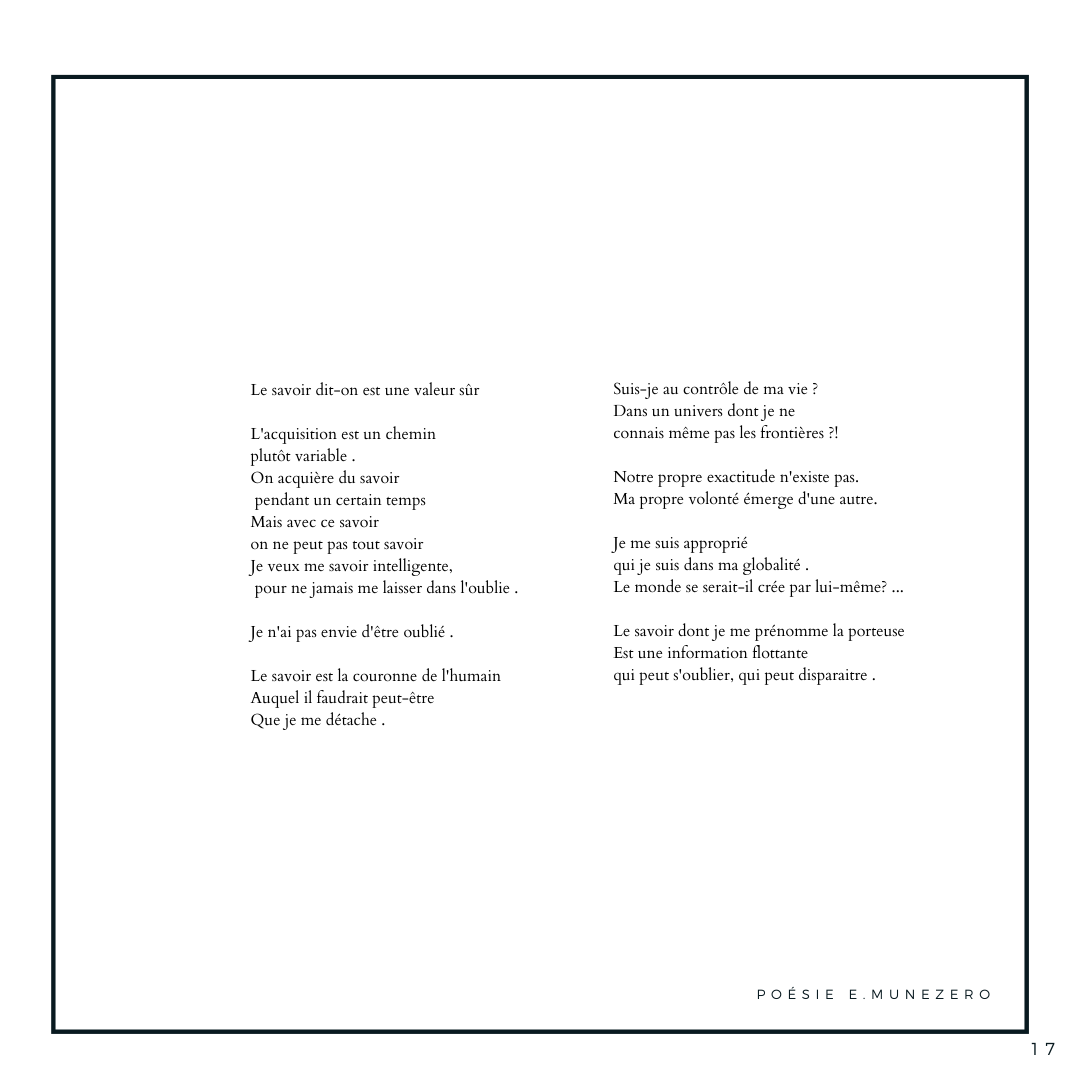 Le savoir dit-on est une valeur sûr
L'acquisition est un chemin
plutôt variable .
On acquière du savoir
pendant un certain temps
Mais avec ce savoir
on ne peut pas tout savoir
Je veux me savoir intelligente,
pour ne jamais me laisser dans l'oublie .
Je n'ai pas envie d'être oublié .
Le savoir est la couronne de l'humain
Auquel il faudrait peut-être
Que je me détache .
Suis-je au contrôle de ma vie ?
Dans un univers dont je ne
connais même pas les frontières ?!
Notre propre exactitude n'existe pas.
Ma propre volonté émerge d'une autre.
Je me suis approprié
qui je suis dans ma globalité .
Le monde se serait-il crée par lui-même? ...
Le savoir dont je me prénomme la porteuse
Est une information flottante
qui peut s'oublier, qui peut disparaitre .
POÉSIE E.MUNEZERO
17